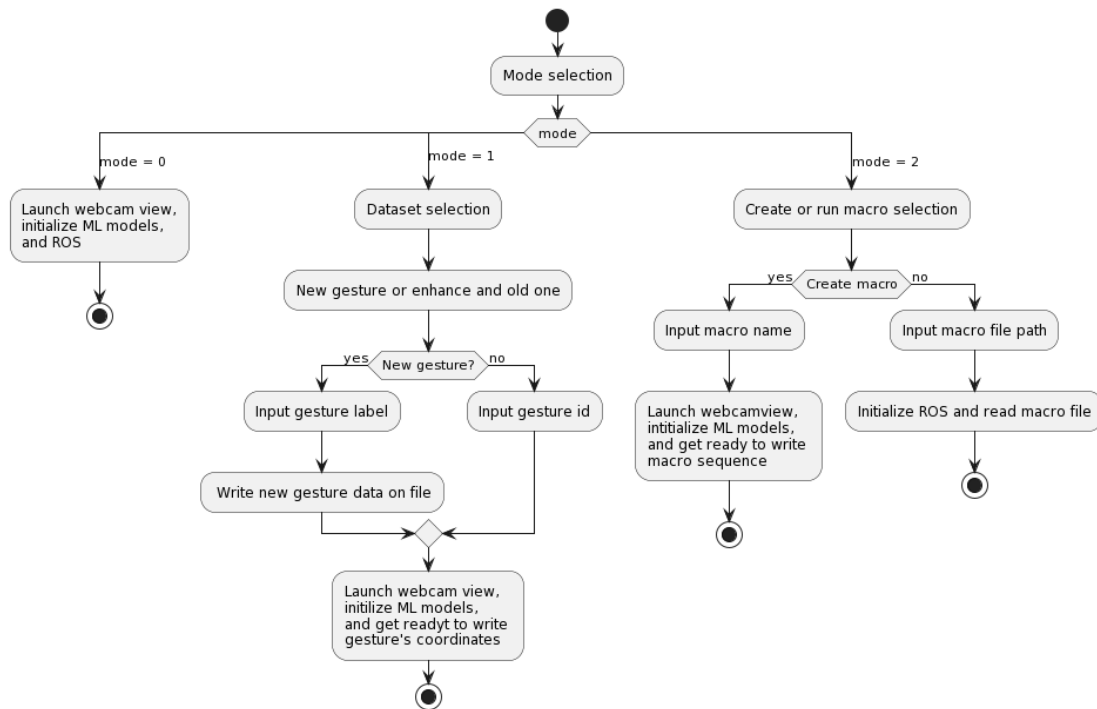 Mode selection
mode
mode = 0
mode = 1
mode = 2
Launch webcam view,
initialize ML models,
and ROS
Dataset selection
New gesture or enhance and old one
New gesture?
yes
no
Input gesture label
Input gesture id
Write new gesture data on file
Launch webcam view,
initilize ML models,
and get readyt to write
gesture's coordinates
Create or run macro selection
Create macro
yes
no
Input macro name
Input macro file path
Launch webcamview,
intitialize ML models,
and get ready to write
macro sequence
Initialize ROS and read macro file